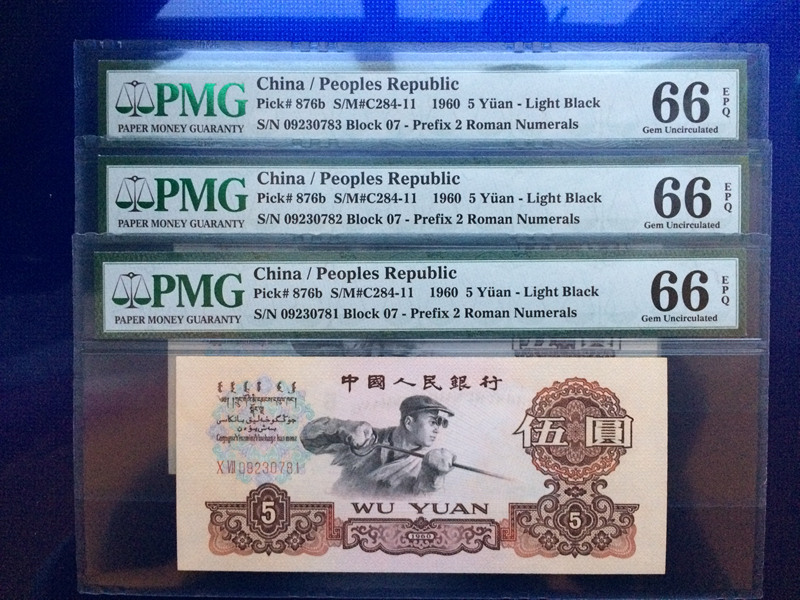 PMG
PAPER MONEY GUARANTY
China / Peoples Republic
Pick# 876b S/M#C284-11 1960 5 Yüan - Light Black
S/N 09230783 Block 07 - Prefix 2 Roman Numerals
66 EPQ
Gem Uncirculated
PMG
PAPER MONEY GUARANTY
China / Peoples Republic
Pick# 876b S/M#C284-11 1960 5 Yüan - Light Black
S/N 09230782 Block 07 - Prefix 2 Roman Numerals
66 EPQ
Gem Uncirculated
PMG
PAPER MONEY GUARANTY
China / Peoples Republic
Pick# 876b S/M#C284-11 1960 5 Yüan - Light Black
S/N 09230781 Block 07 - Prefix 2 Roman Numerals
66 EPQ
Gem Uncirculated
中國人民銀行
伍圓
X VII 09230781
WU YUAN
5
1960
5